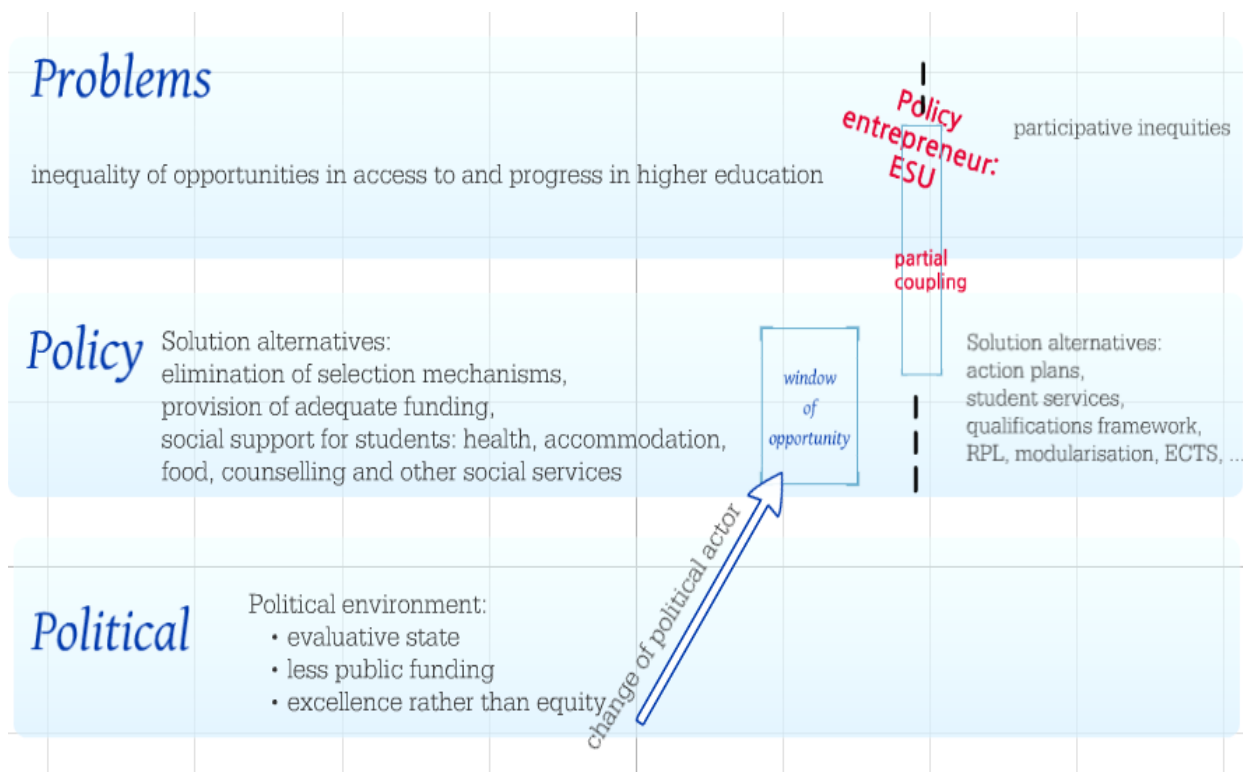 Problems
inequality of opportunities in access to and progress in higher education
Policy
entrepreneur:
ESU
participative inequities
partial
coupling
Policy
Solution alternatives:
elimination of selection mechanisms,
provision of adequate funding,
social support for students: health, accommodation,
food, counselling and other social services
window
of
opportunity
Solution alternatives:
action plans,
student services,
qualifications framework,
RPL, modularisation, ECTS, ...
Political
Political environment:
• evaluative state
• less public funding
• excellence rather than equity
change of political actor